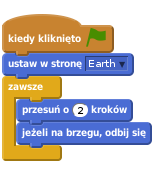 kiedy kliknięto
ustaw w stronę Earth
zawsze
przesuń o 2 kroków
jeżeli na brzegu, odbij się